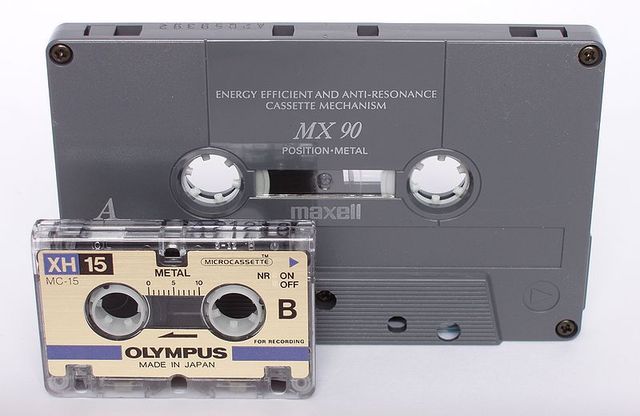 ENERGY EFFICIENT AND ANTI-RESONANCE
CASSETTE MECHANISM
MX 90
POSITION·METAL
maxell
A
XH 15
MC-15
METAL
MICROCASSETTE™
0 5 10
NR ON
OFF
B
FOR RECORDING
OLYMPUS
MADE IN JAPAN